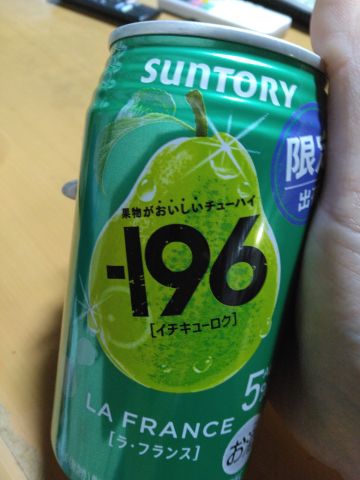 SUNTORY
限定
出
果物がおいしいチューハイ
-196
[イチキューロク]
5%
LA FRANCE
[ラ・フランス]
お酒